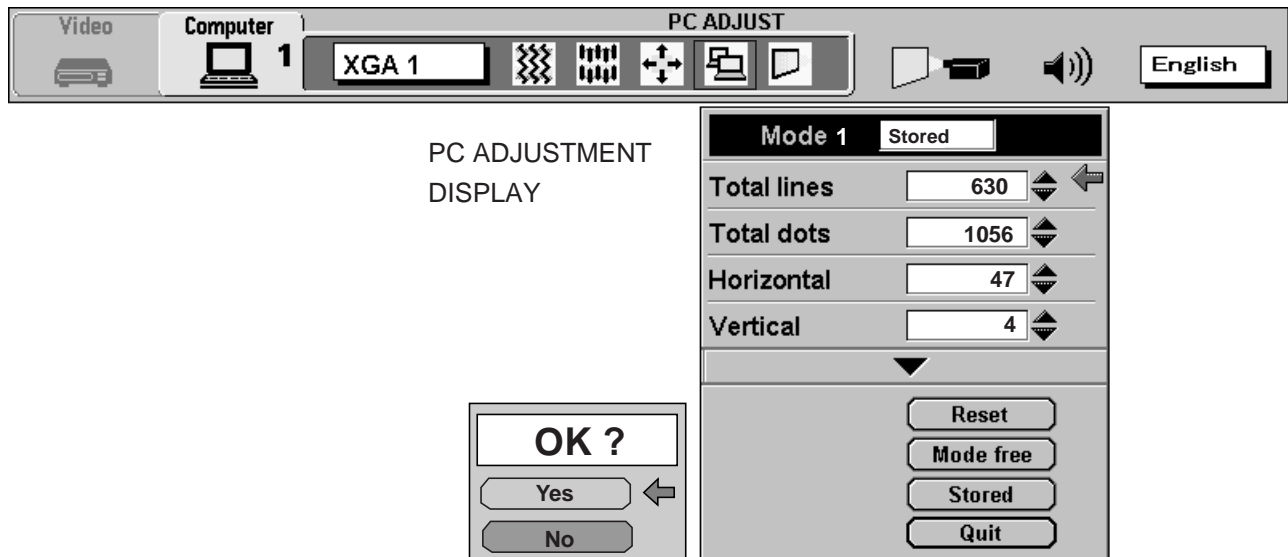 Video
Computer
1
PC ADJUST
XGA 1
English
PC ADJUSTMENT
DISPLAY
Mode 1 Stored
Total lines 630
Total dots 1056
Horizontal 47
Vertical 4
Reset
Mode free
Stored
Quit
OK ?
Yes
No